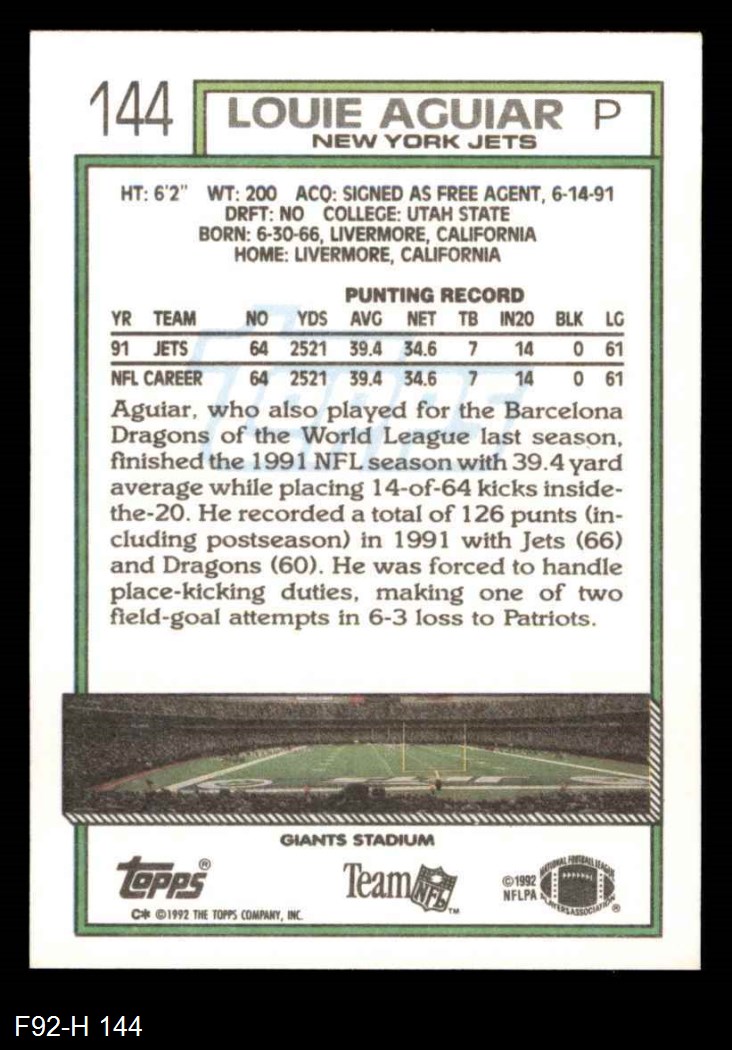 144
LOUIE AGUIAR P
NEW YORK JETS
HT: 6'2" WT: 200 ACQ: SIGNED AS FREE AGENT, 6-14-91
DRFT: NO COLLEGE: UTAH STATE
BORN: 6-30-66, LIVERMORE, CALIFORNIA
HOME: LIVERMORE, CALIFORNIA
PUNTING RECORD
YR TEAM NO YDS AVG NET TB IN20 BLK LG
91 JETS 64 2521 39.4 34.6 7 14 0 61
NFL CAREER 64 2521 39.4 34.6 7 14 0 61
Topps
Aguiar, who also played for the Barcelona
Dragons of the World League last season,
finished the 1991 NFL season with 39.4 yard
average while placing 14-of-64 kicks inside-
the-20. He recorded a total of 126 punts (in-
cluding postseason) in 1991 with Jets (66)
and Dragons (60). He was forced to handle
place-kicking duties, making one of two
field-goal attempts in 6-3 loss to Patriots.
GIANTS STADIUM
Topps®
C* ©1992 THE TOPPS COMPANY, INC.
Team NFL™
©1992
NFLPA
NATIONAL FOOTBALL LEAGUE
PLAYERS ASSOCIATION®
F92-H 144